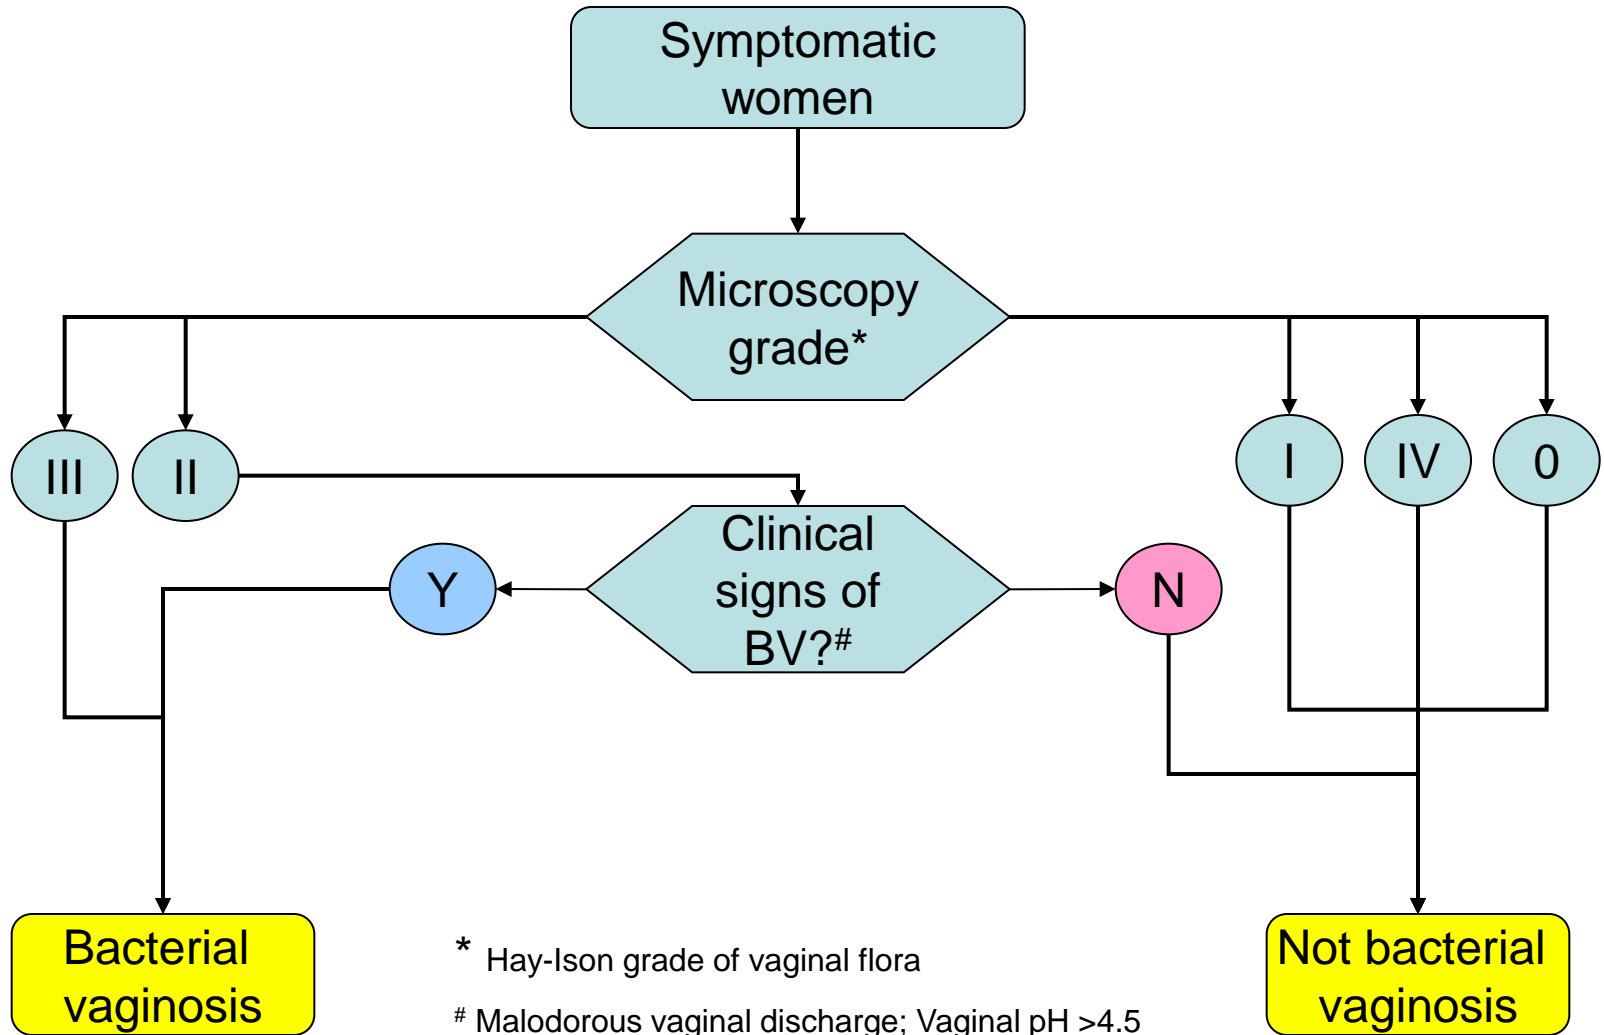 Symptomatic
women
Microscopy
grade*
III
II
I
IV
0
Clinical
signs of
BV?#
Y
N
Bacterial
vaginosis
Not bacterial
vaginosis
* Hay-Ison grade of vaginal flora
# Malodorous vaginal discharge; Vaginal pH >4.5